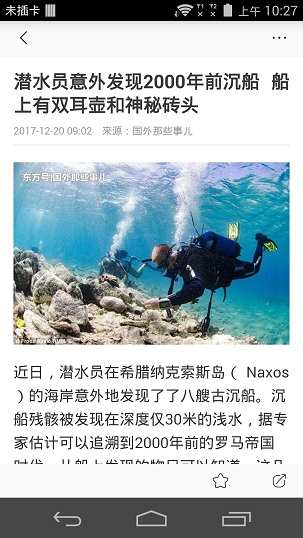 未插卡 T1 T2 上午 10:27
潜水员意外发现2000年前沉船 船
上有双耳壶和神秘砖头
2017-12-20 09:02 来源：国外那些事儿
东方号|国外那些事儿
近日，潜水员在希腊纳克索斯岛（ Naxos
）的海岸意外地发现了了八艘古沉船。沉
船残骸被发现在深度仅30米的浅水，据专
家估计可以追溯到2000年前的罗马帝国